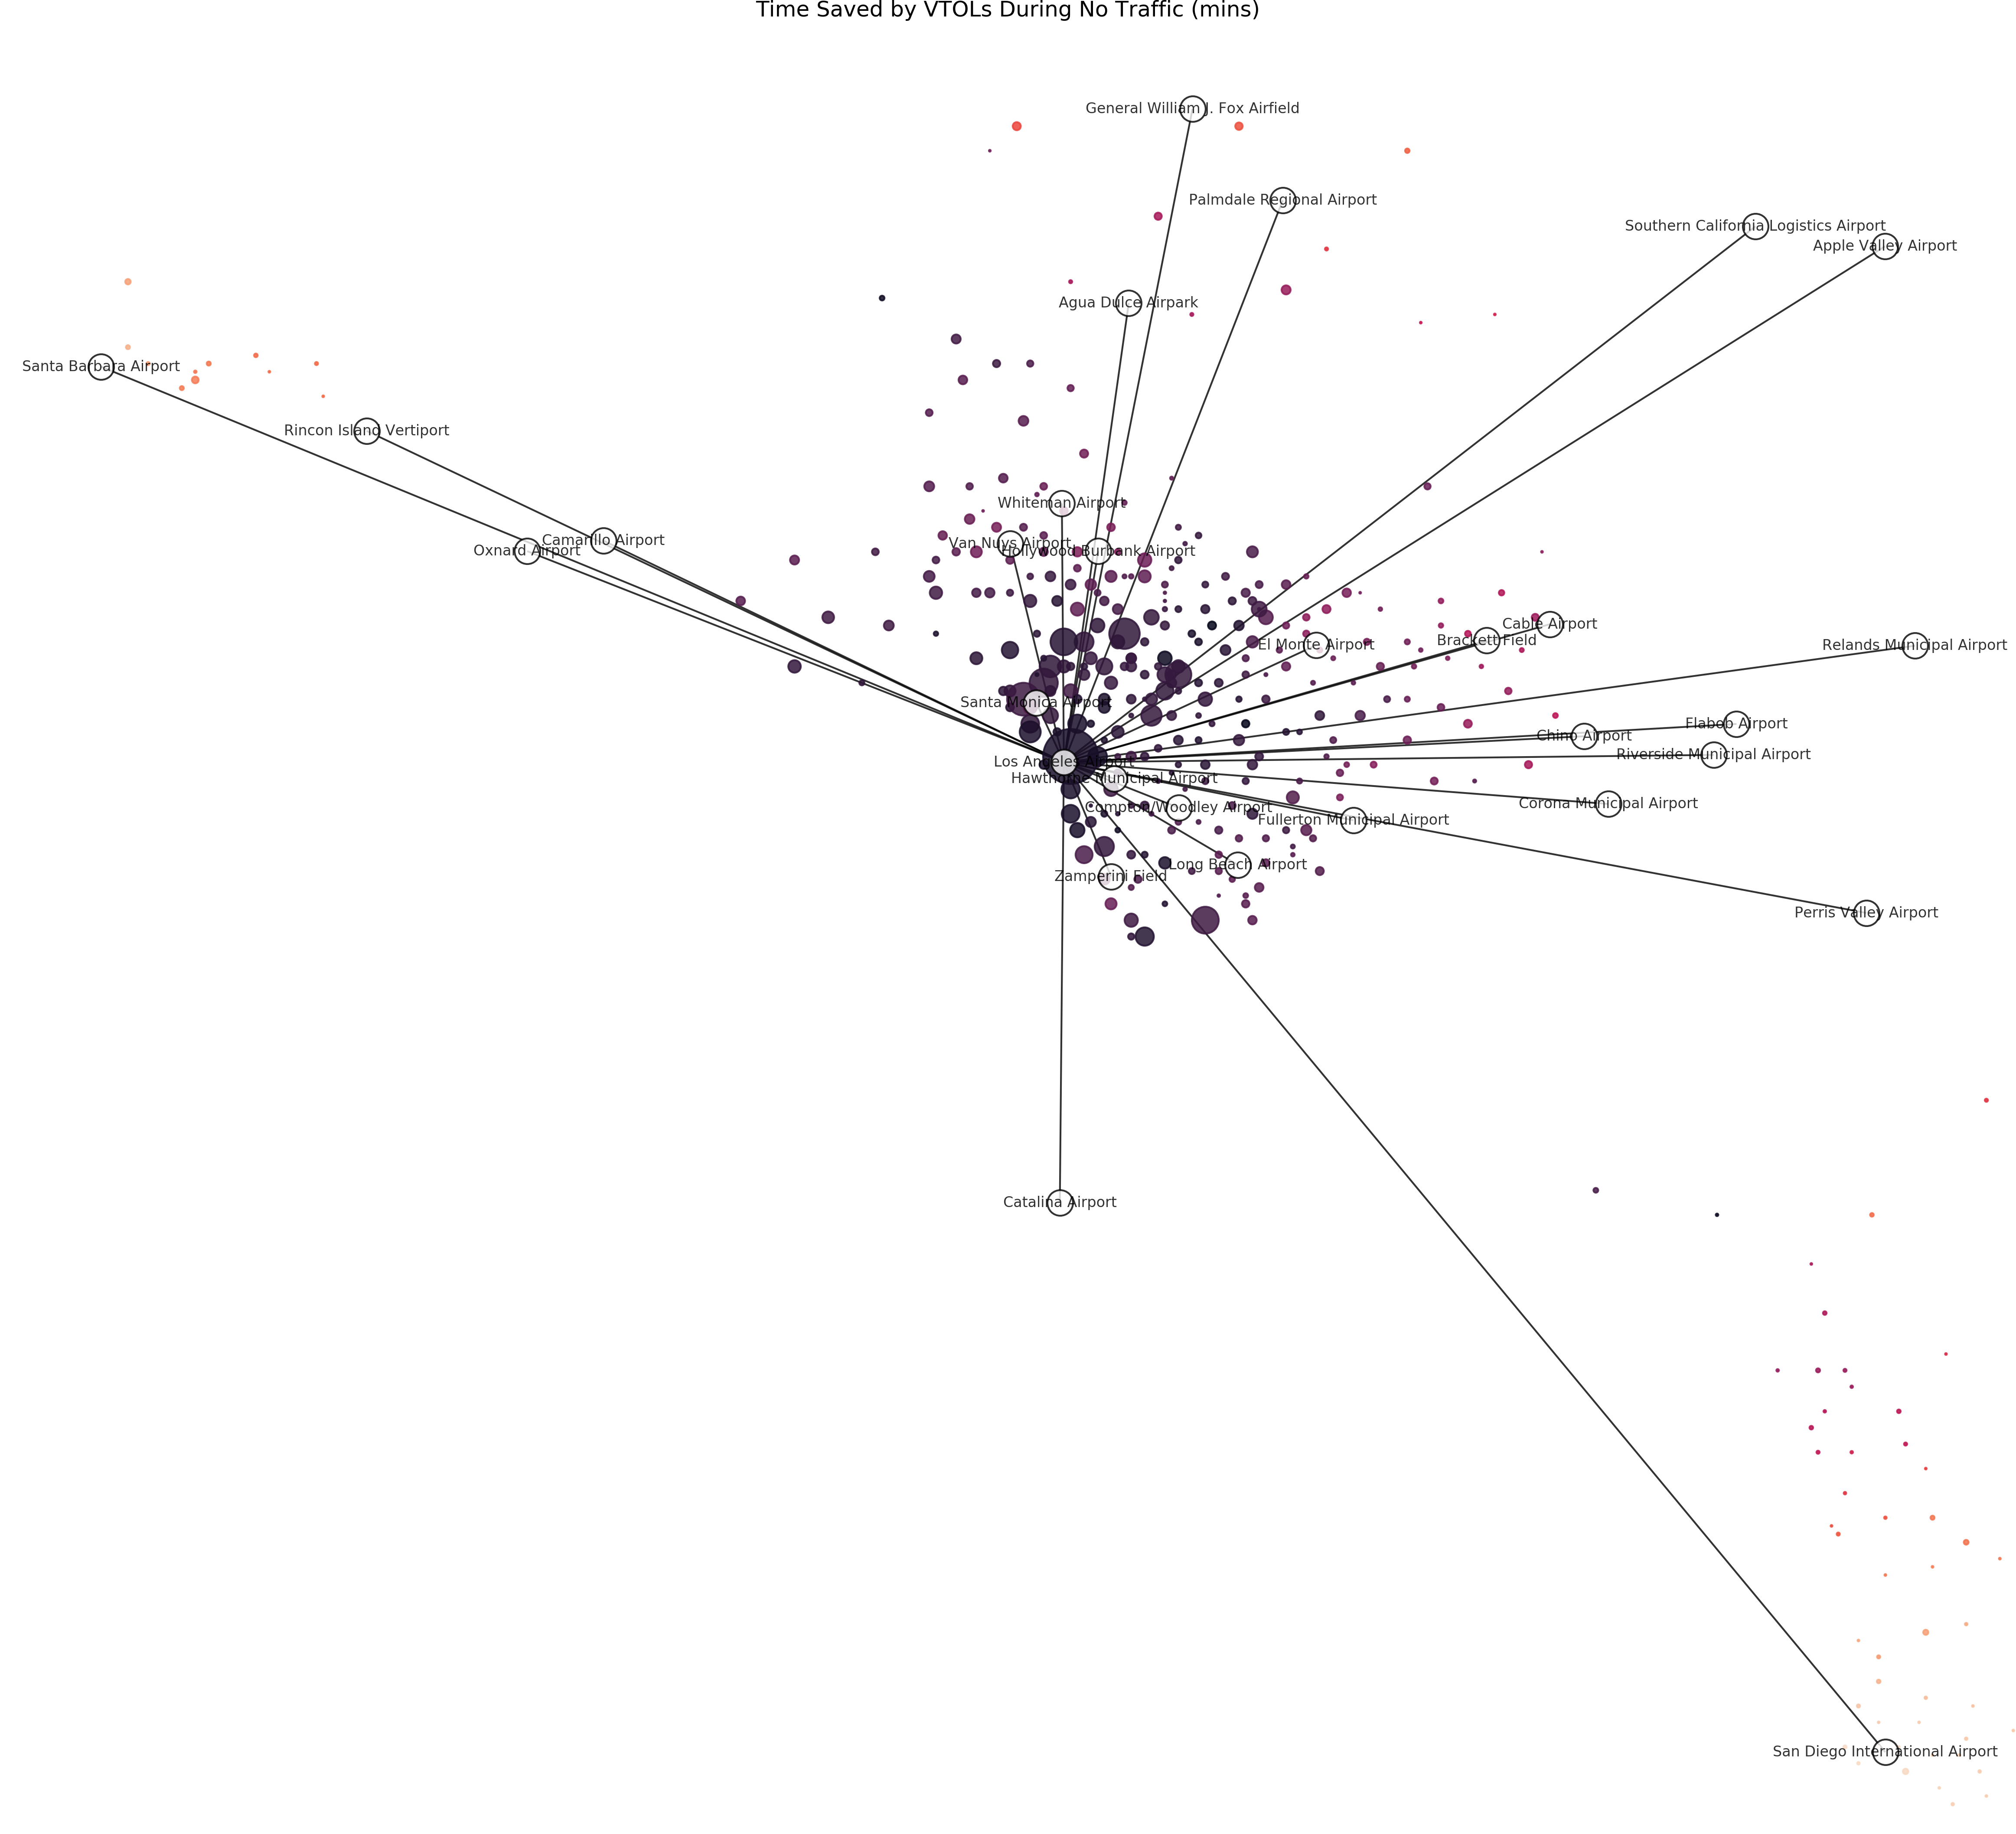 Time Saved by VTOLs During No Traffic (mins)
General William J. Fox Airfield
Palmdale Regional Airport
Southern California Logistics Airport
Apple Valley Airport
Agua Dulce Airpark
Santa Barbara Airport
Rincon Island Vertiport
Whiteman Airport
Camarillo Airport
Van Nuys Airport
Oxnard Airport
Hollywood Burbank Airport
Cable Airport
Brackett Field
El Monte Airport
Relands Municipal Airport
Santa Monica Airport
Flabob Airport
Chino Airport
Riverside Municipal Airport
Los Angeles Airport
Hawthorne Municipal Airport
Corona Municipal Airport
Compton/Woodley Airport
Fullerton Municipal Airport
Long Beach Airport
Zamperini Field
Perris Valley Airport
Catalina Airport
San Diego International Airport